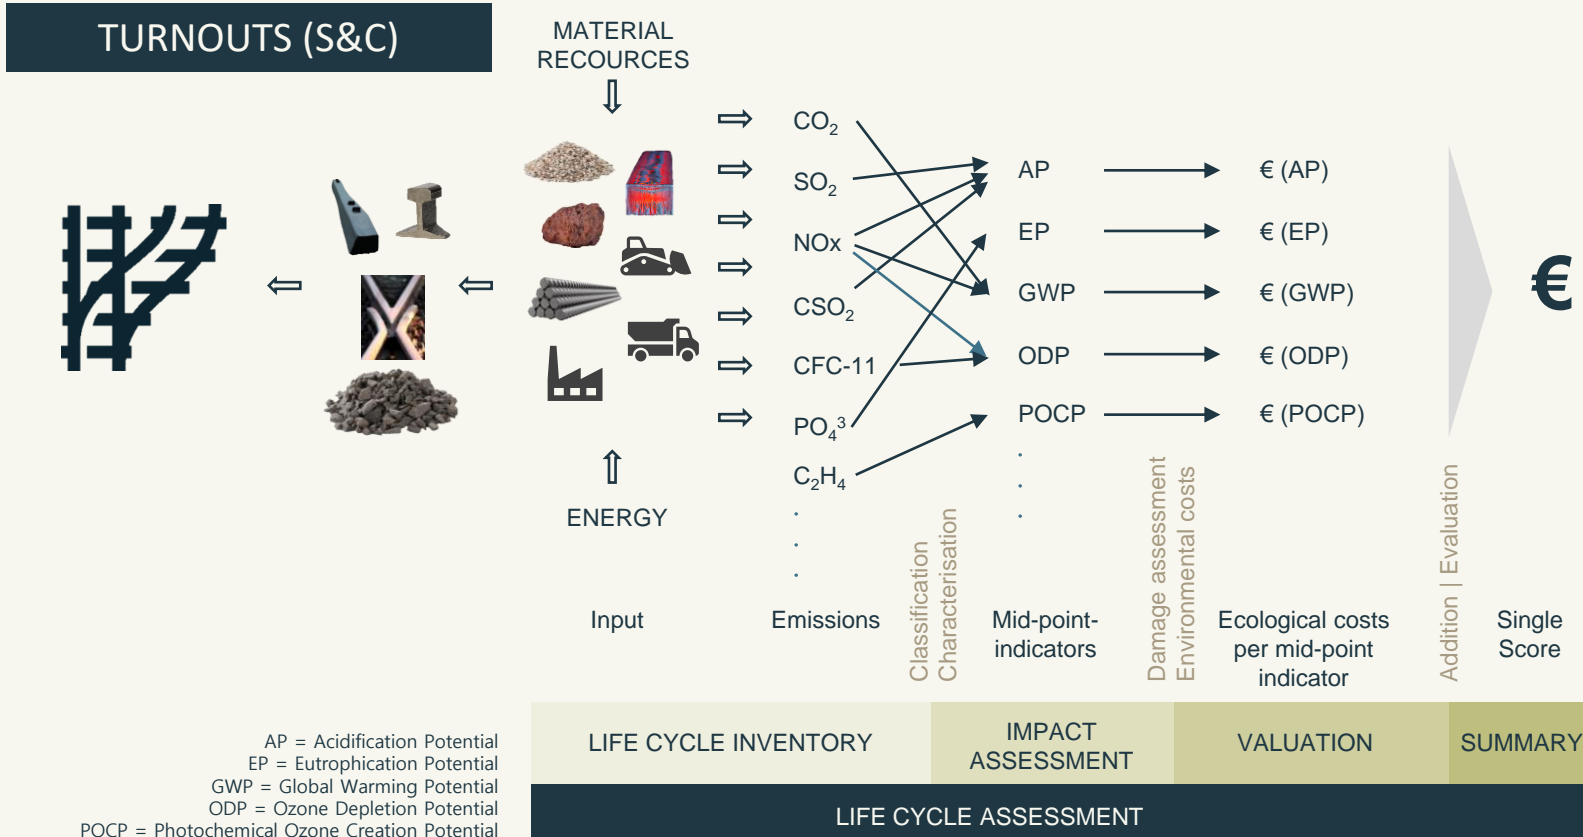 TURNOUTS (S&C)
MATERIAL
RECOURCES
ENERGY
CO₂
SO₂
NOx
CSO₂
CFC-11
PO₄³
C₂H₄
.
.
.
AP
EP
GWP
ODP
POCP
.
.
.
€ (AP)
€ (EP)
€ (GWP)
€ (ODP)
€ (POCP)
€
Input
Emissions
Classification
Characterisation
Mid-point-
indicators
Damage assessment
Environmental costs
Ecological costs
per mid-point
indicator
Addition | Evaluation
Single
Score
LIFE CYCLE INVENTORY
IMPACT
ASSESSMENT
VALUATION
SUMMARY
LIFE CYCLE ASSESSMENT
AP = Acidification Potential
EP = Eutrophication Potential
GWP = Global Warming Potential
ODP = Ozone Depletion Potential
POCP = Photochemical Ozone Creation Potential